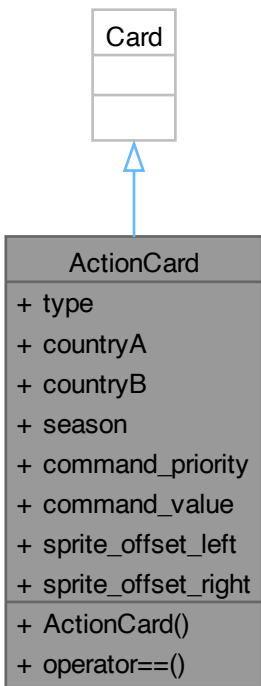 Card
ActionCard
+ type
+ countryA
+ countryB
+ season
+ command_priority
+ command_value
+ sprite_offset_left
+ sprite_offset_right
+ ActionCard()
+ operator==()